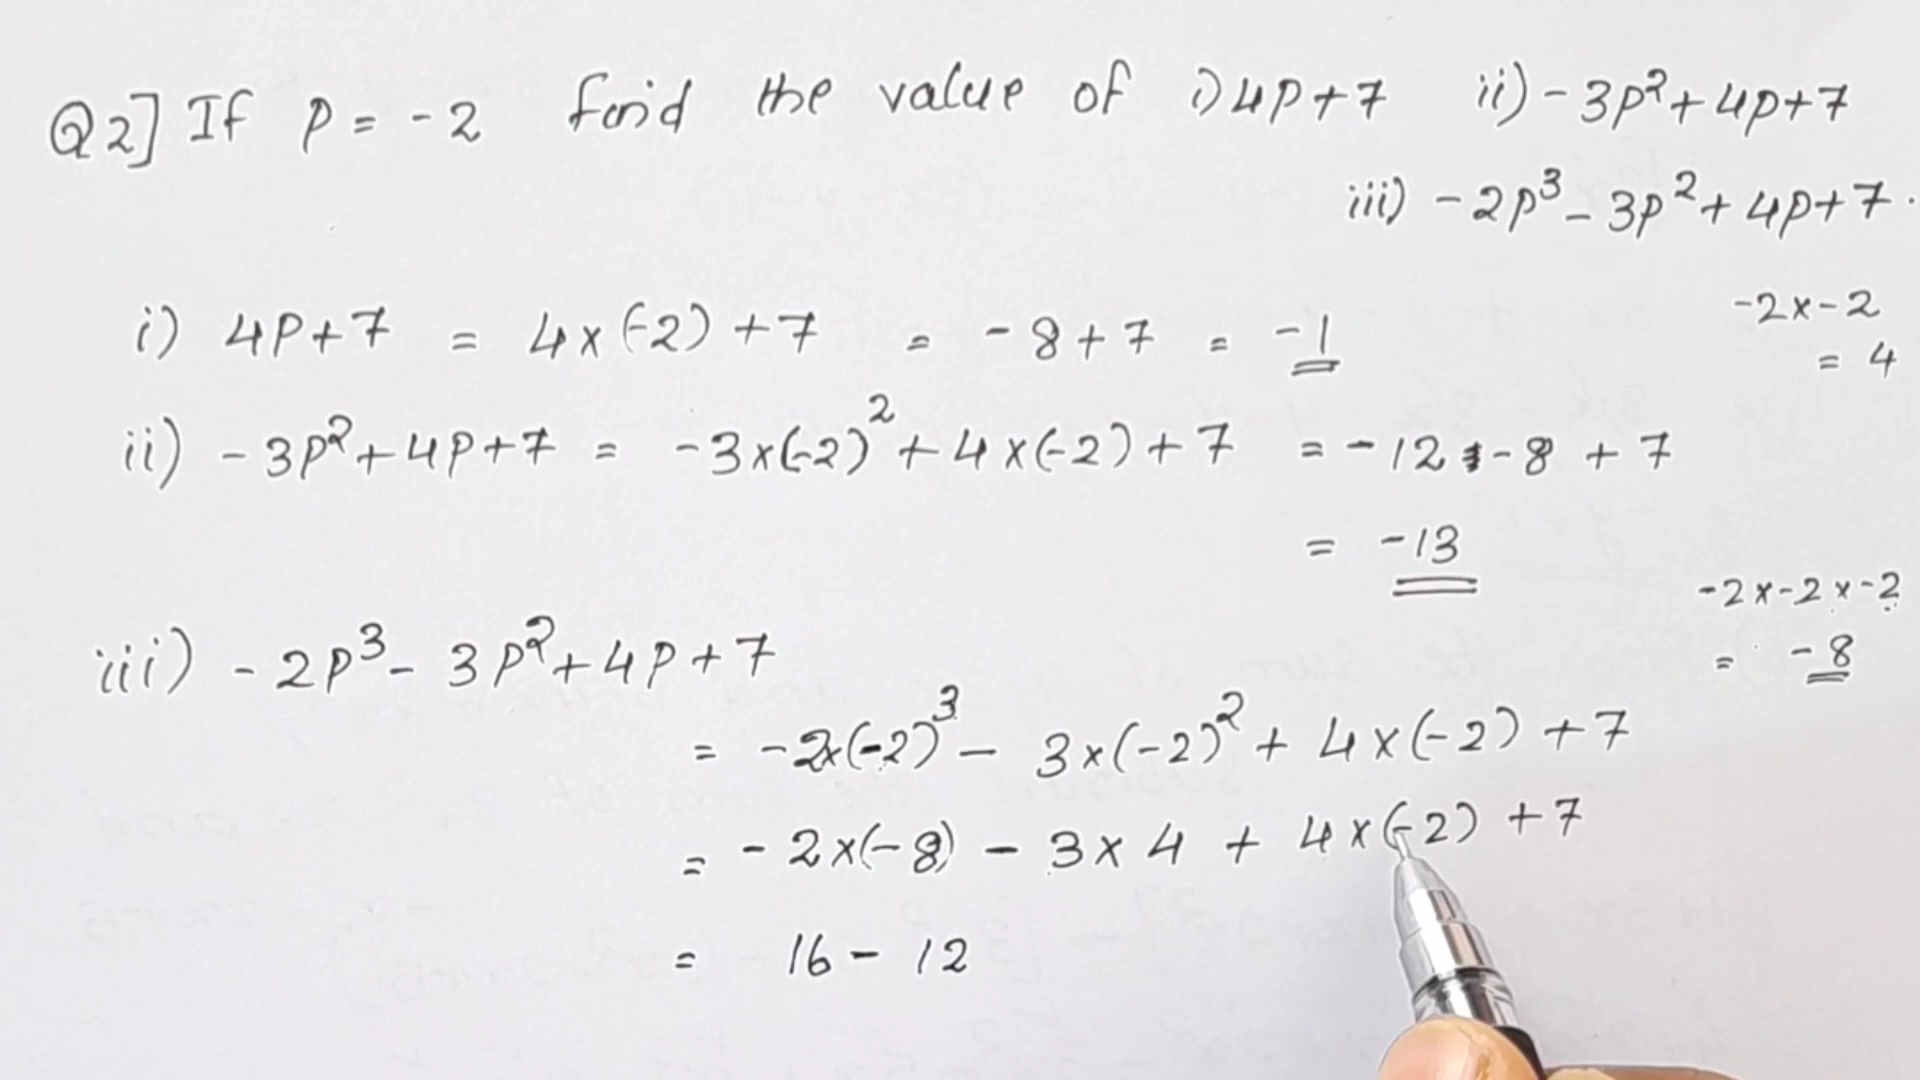 Q2] If p = -2 find the value of i) 4p+7 ii) -3p²+4p+7
iii) -2p³-3p²+4p+7.
i) 4p+7 = 4×(-2)+7 = -8+7 = -1
-2×-2
= 4
ii) -3p²+4p+7 = -3×(-2)²+4×(-2)+7 = -12-8+7
= -13
-2×-2×-2
= -8
iii) -2p³-3p²+4p+7
= -2×(-2)³-3×(-2)²+4×(-2)+7
= -2×(-8)-3×4+4×(-2)+7
= 16-12